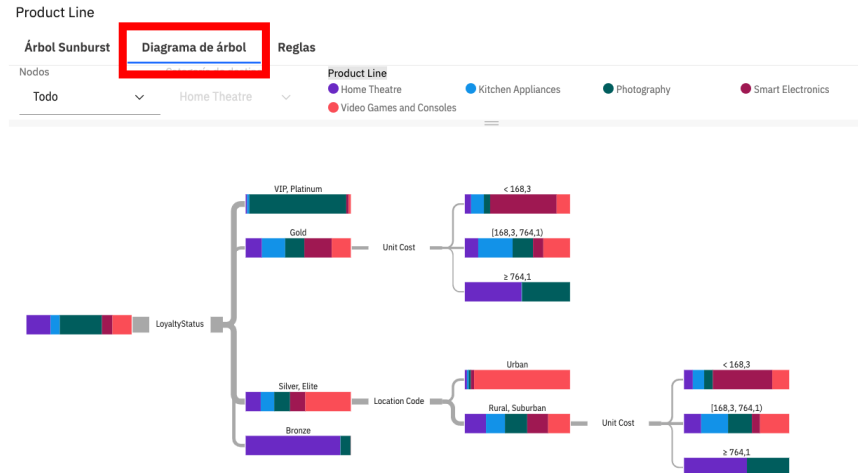 Product Line
Árbol Sunburst Diagrama de árbol Reglas
Nodos Product Line
Todo Home Theatre Home Theatre Kitchen Appliances Photography Smart Electronics
Video Games and Consoles
VIP, Platinum < 168,3
Gold [168,3, 764,1)
Unit Cost
≥ 764,1
LoyaltyStatus
Urban
< 168,3
Silver, Elite
Location Code
Rural, Suburban [168,3, 764,1)
Unit Cost
Bronze
≥ 764,1